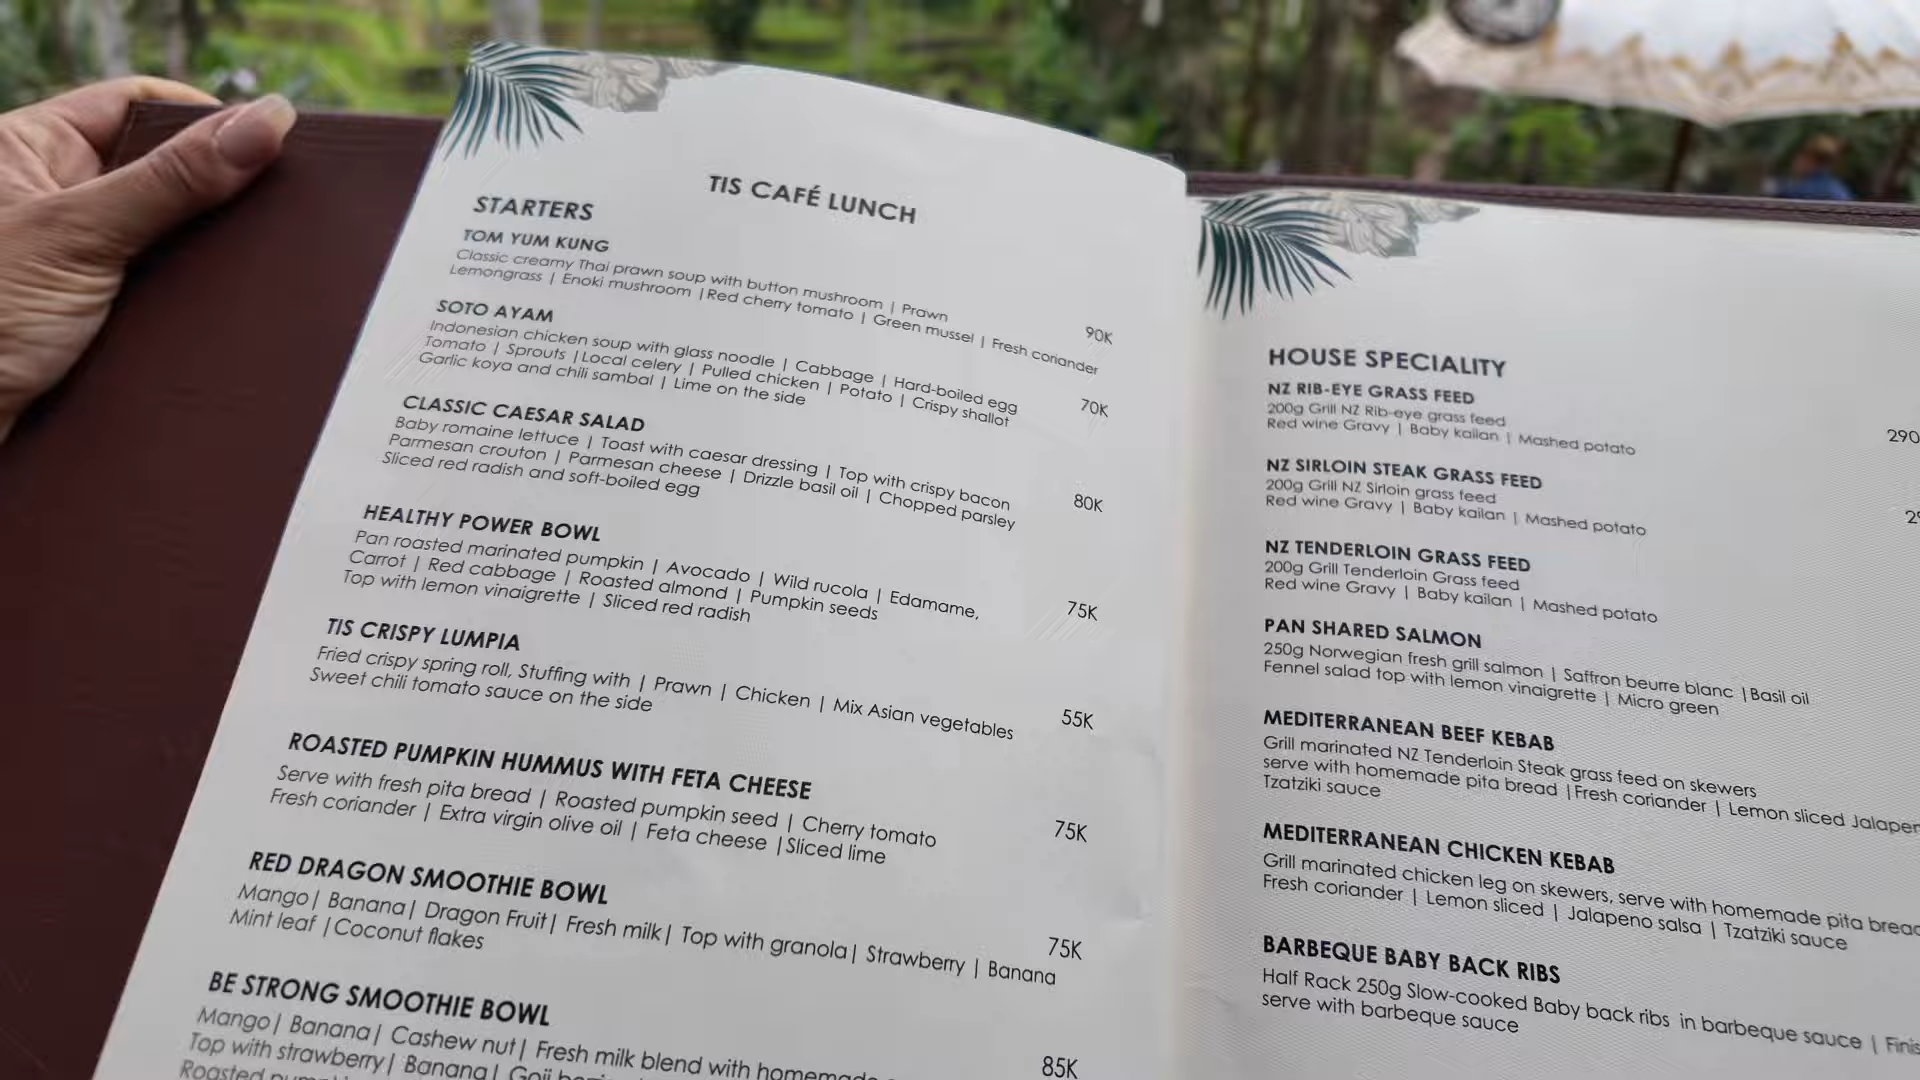 TIS CAFÉ LUNCH
STARTERS
TOM YUM KUNG
Classic creamy Thai prawn soup with button mushroom | Prawn
Lemongrass | Enoki mushroom |Red cherry tomato | Green mussel | Fresh coriander
90K
SOTO AYAM
Indonesian chicken soup with glass noodle | Cabbage | Hard-boiled egg
Tomato | Sprouts |Local celery | Pulled chicken | Potato | Crispy shallot
Garlic koya and chili sambal | Lime on the side
70K
CLASSIC CAESAR SALAD
Baby romaine lettuce | Toast with caesar dressing | Top with crispy bacon
Parmesan crouton | Parmesan cheese | Drizzle basil oil | Chopped parsley
Sliced red radish and soft-boiled egg
80K
HEALTHY POWER BOWL
Pan roasted marinated pumpkin | Avocado | Wild rucola | Edamame,
Carrot | Red cabbage | Roasted almond | Pumpkin seeds
Top with lemon vinaigrette | Sliced red radish
75K
TIS CRISPY LUMPIA
Fried crispy spring roll, Stuffing with | Prawn | Chicken | Mix Asian vegetables
Sweet chili tomato sauce on the side
55K
ROASTED PUMPKIN HUMMUS WITH FETA CHEESE
Serve with fresh pita bread | Roasted pumpkin seed | Cherry tomato
Fresh coriander | Extra virgin olive oil | Feta cheese |Sliced lime
75K
RED DRAGON SMOOTHIE BOWL
Mango| Banana| Dragon Fruit| Fresh milk| Top with granola| Strawberry | Banana
Mint leaf |Coconut flakes
75K
BE STRONG SMOOTHIE BOWL
Mango| Banana| Cashew nut| Fresh milk blend with
Top with strawberry| Banana| Goji
Roasted
85K
HOUSE SPECIALITY
NZ RIB-EYE GRASS FEED
200g Grill NZ Rib-eye grass feed
Red wine Gravy | Baby kailan | Mashed potato
290
NZ SIRLOIN STEAK GRASS FEED
200g Grill NZ Sirloin grass feed
Red wine Gravy | Baby kailan | Mashed potato
NZ TENDERLOIN GRASS FEED
200g Grill Tenderloin Grass feed
Red wine Gravy | Baby kailan | Mashed potato
PAN SHARED SALMON
250g Norwegian fresh grill salmon | Saffron beurre blanc |Basil oil
Fennel salad top with lemon vinaigrette | Micro green
MEDITERRANEAN BEEF KEBAB
Grill marinated NZ Tenderloin Steak grass feed on skewers
serve with homemade pita bread |Fresh coriander | Lemon sliced
Tzatziki sauce
MEDITERRANEAN CHICKEN KEBAB
Grill marinated chicken leg on skewers, serve with homemade pita
Fresh coriander | Lemon sliced | Jalapeno salsa | Tzatziki sauce
BARBEQUE BABY BACK RIBS
Half Rack 250g Slow-cooked Baby back ribs in barbeque sauce |
serve with barbeque sauce